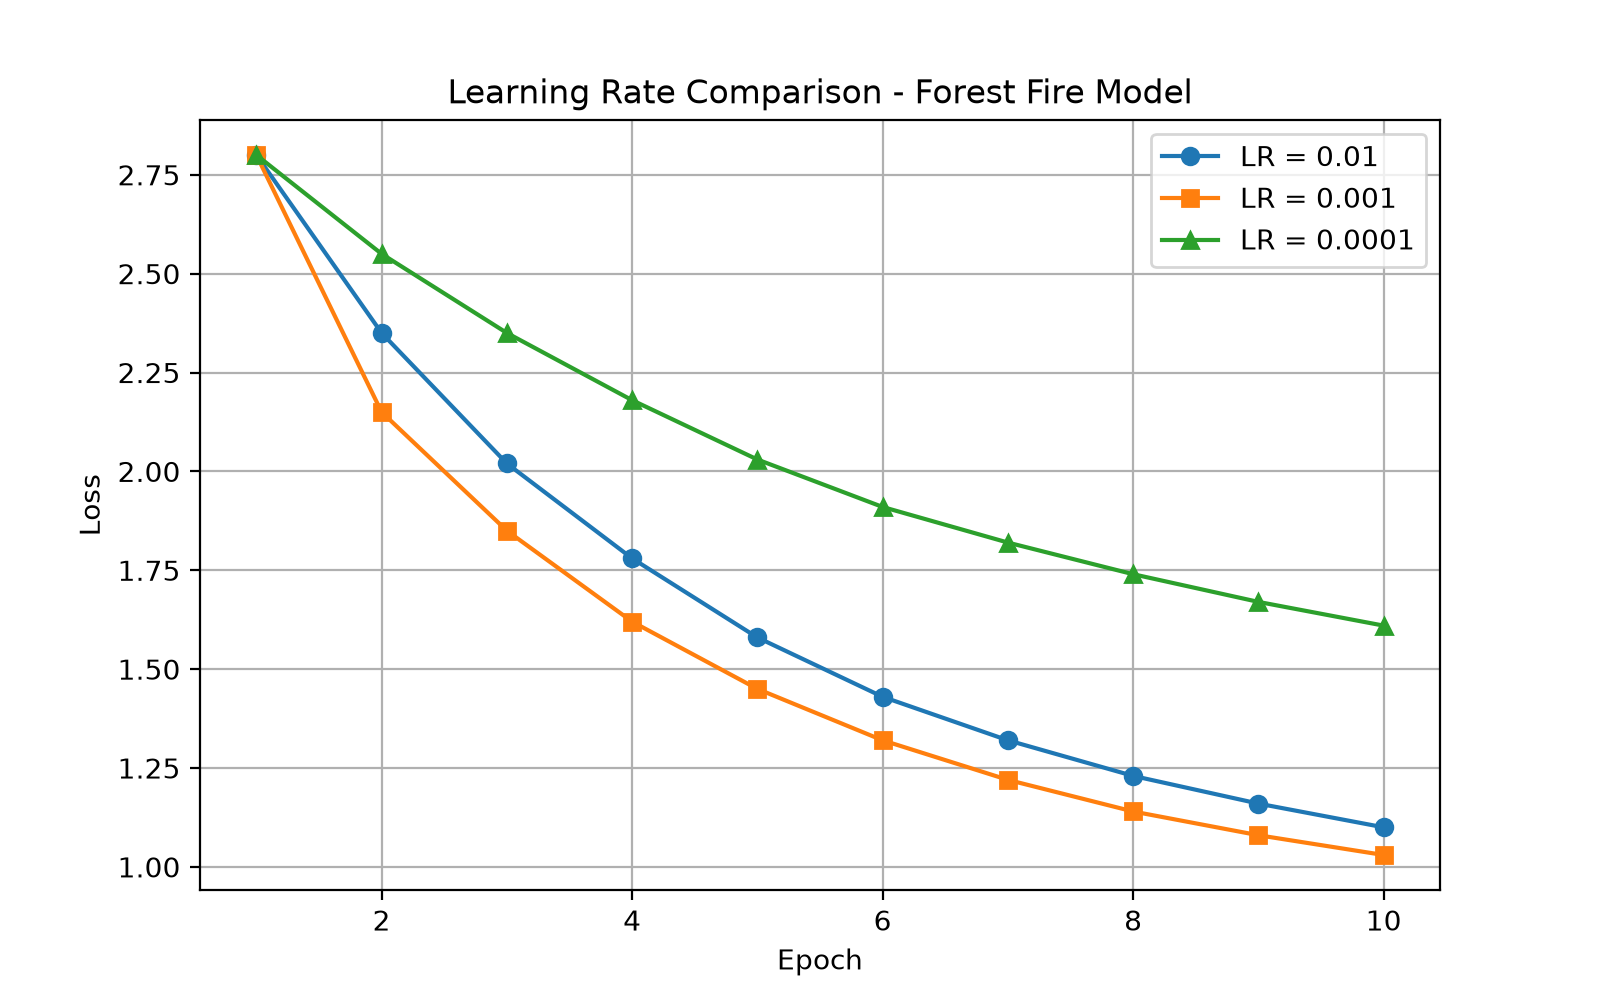 Learning Rate Comparison - Forest Fire Model
LR = 0.01
LR = 0.001
LR = 0.0001
2.75
2.50
2.25
2.00
1.75
1.50
1.25
1.00
Loss
2 4 6 8 10
Epoch